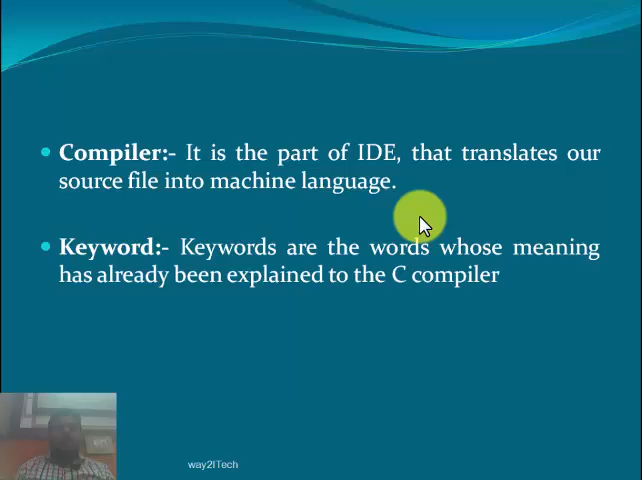 Compiler:- It is the part of IDE, that translates our
source file into machine language.
Keyword:- Keywords are the words whose meaning
has already been explained to the C compiler
way2ITech